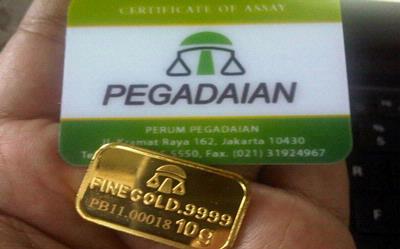 CERTIFICATE OF ASSAY
PEGADAIAN
PERUM PEGADAIAN
Kramat Raya 162, Jakarta 10430
5550, Fax. (021) 31924967
FINE GOLD.9999
PB11.00018 10g